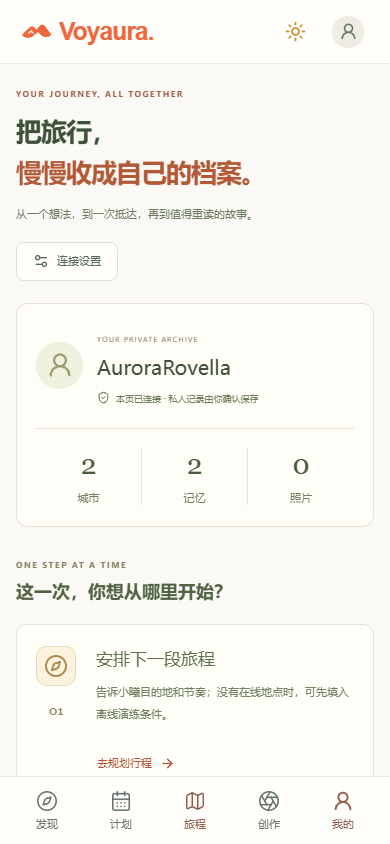 Voyaura.
YOUR JOURNEY, ALL TOGETHER
把旅行，
慢慢收成自己的档案。
从一个想法，到一次抵达，再到值得重读的故事。
连接设置
YOUR PRIVATE ARCHIVE
AuroraRovella
本页已连接 · 私人记录由你确认保存
2
2
0
城市
记忆
照片
ONE STEP AT A TIME
这一次，你想从哪里开始？
安排下一段旅程
告诉小曈目的地和节奏；没有在线地点时，可先填入
离线演练条件。
01
去规划行程
发现
计划
旅程
创作
我的